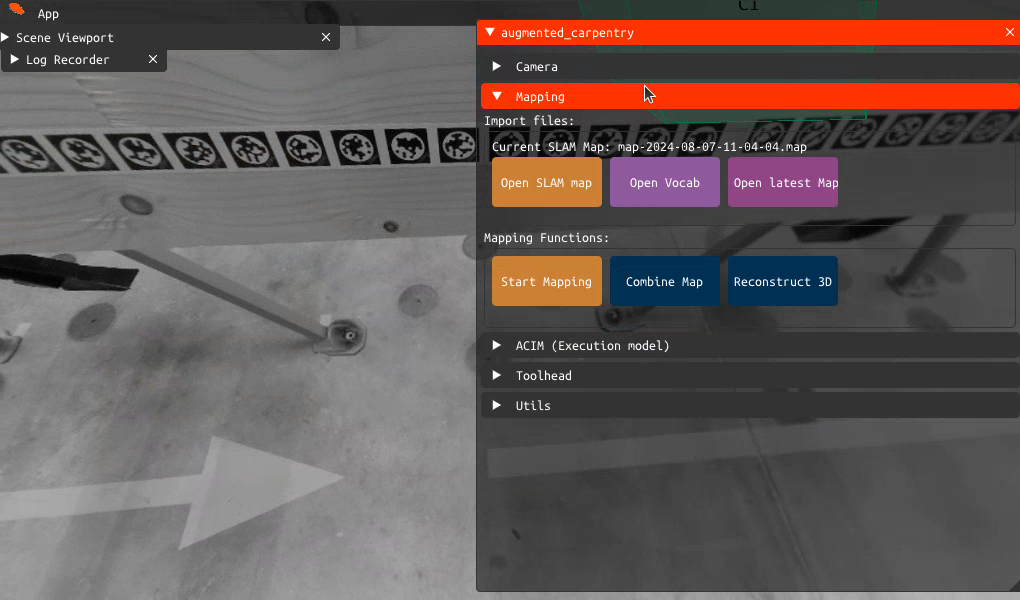 App
Scene Viewport
Log Recorder
augmented_carpentry
Camera
Mapping
Import files:
Current SLAM Map: map-2024-08-07-11-04-04.map
Open SLAM map
Open Vocab
Open latest Map
Mapping Functions:
Start Mapping
Combine Map
Reconstruct 3D
ACIM (Execution model)
Toolhead
Utils